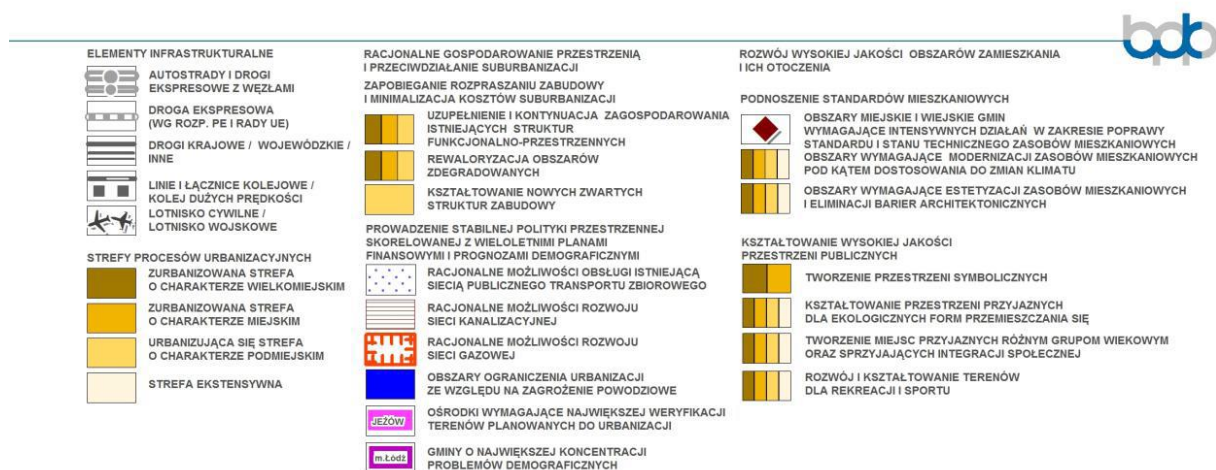 bpp
ELEMENTY INFRASTRUKTURALNE
AUTOSTRADY I DROGI
EKSPRESOWE Z WĘZŁAMI
DROGA EKSPRESOWA
(WG ROZP. PE I RADY UE)
DROGI KRAJOWE / WOJEWÓDZKIE /
INNE
LINIE I ŁĄCZNICE KOLEJOWE /
KOLEJ DUŻYCH PRĘDKOŚCI
LOTNISKO CYWILNE /
LOTNISKO WOJSKOWE
STREFY PROCESÓW URBANIZACYJNYCH
ZURBANIZOWANA STREFA
O CHARAKTERZE WIELKOMIEJSKIM
ZURBANIZOWANA STREFA
O CHARAKTERZE MIEJSKIM
URBANIZUJĄCA SIĘ STREFA
O CHARAKTERZE PODMIEJSKIM
STREFA EKSTENSYWNA
RACJONALNE GOSPODAROWANIE PRZESTRZENIĄ
I PRZECIWDZIAŁANIE SUBURBANIZACJI
ZAPOBIEGANIE ROZPRASZANIU ZABUDOWY
I MINIMALIZACJA KOSZTÓW SUBURBANIZACJI
UZUPEŁNIENIE I KONTYNUACJA ZAGOSPODAROWANIA
ISTNIEJĄCYCH STRUKTUR
FUNKCJONALNO-PRZESTRZENNYCH
REWALORYZACJA OBSZARÓW
ZDEGRADOWANYCH
KSZTAŁTOWANIE NOWYCH ZWARTYCH
STRUKTUR ZABUDOWY
PROWADZENIE STABILNEJ POLITYKI PRZESTRZENNEJ
SKORELOWANEJ Z WIELOLETNIMI PLANAMI
FINANSOWYMI I PROGNOZAMI DEMOGRAFICZNYMI
RACJONALNE MOŻLIWOŚCI OBSŁUGI ISTNIEJĄCĄ
SIECIĄ PUBLICZNEGO TRANSPORTU ZBIOROWEGO
RACJONALNE MOŻLIWOŚCI ROZWOJU
SIECI KANALIZACYJNEJ
RACJONALNE MOŻLIWOŚCI ROZWOJU
SIECI GAZOWEJ
OBSZARY OGRANICZENIA URBANIZACJI
ZE WZGLĘDU NA ZAGROŻENIE POWODZIOWE
JEŻÓW
OŚRODKI WYMAGAJĄCE NAJWIĘKSZEJ WERYFIKACJI
TERENÓW PLANOWANYCH DO URBANIZACJI
m.Łódź
GMINY O NAJWIĘKSZEJ KONCENTRACJI
PROBLEMÓW DEMOGRAFICZNYCH
ROZWÓJ WYSOKIEJ JAKOŚCI OBSZARÓW ZAMIESZKANIA
I ICH OTOCZENIA
PODNOSZENIE STANDARDÓW MIESZKANIOWYCH
OBSZARY MIEJSKIE I WIEJSKIE GMIN
WYMAGAJĄCE INTENSYWNYCH DZIAŁAŃ W ZAKRESIE POPRAWY
STANDARDU I STANU TECHNICZNEGO ZASOBÓW MIESZKANIOWYCH
OBSZARY WYMAGAJĄCE MODERNIZACJI ZASOBÓW MIESZKANIOWYCH
POD KĄTEM DOSTOSOWANIA DO ZMIAN KLIMATU
OBSZARY WYMAGAJĄCE ESTETYZACJI ZASOBÓW MIESZKANIOWYCH
I ELIMINACJI BARIER ARCHITEKTONICZNYCH
KSZTAŁTOWANIE WYSOKIEJ JAKOŚCI
PRZESTRZENI PUBLICZNYCH
TWORZENIE PRZESTRZENI SYMBOLICZNYCH
KSZTAŁTOWANIE PRZESTRZENI PRZYJAZNYCH
DLA EKOLOGICZNYCH FORM PRZEMIESZCZANIA SIĘ
TWORZENIE MIEJSC PRZYJAZNYCH RÓŻNYM GRUPOM WIEKOWYM
ORAZ SPRZYJAJĄCYCH INTEGRACJI SPOŁECZNEJ
ROZWÓJ I KSZTAŁTOWANIE TERENÓW
DLA REKREACJI I SPORTU